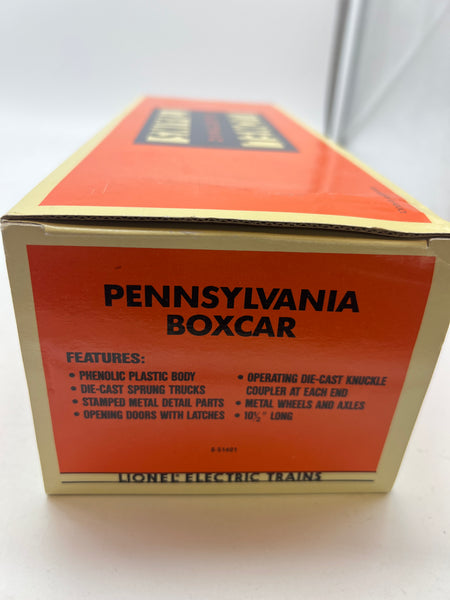 PENNSYLVANIA
BOXCAR
FEATURES:
• PHENOLIC PLASTIC BODY
• DIE-CAST SPRUNG TRUCKS
• STAMPED METAL DETAIL PARTS
• OPENING DOORS WITH LATCHES
• OPERATING DIE-CAST KNUCKLE
COUPLER AT EACH END
• METAL WHEELS AND AXLES
• 10½" LONG
LIONEL® ELECTRIC TRAINS